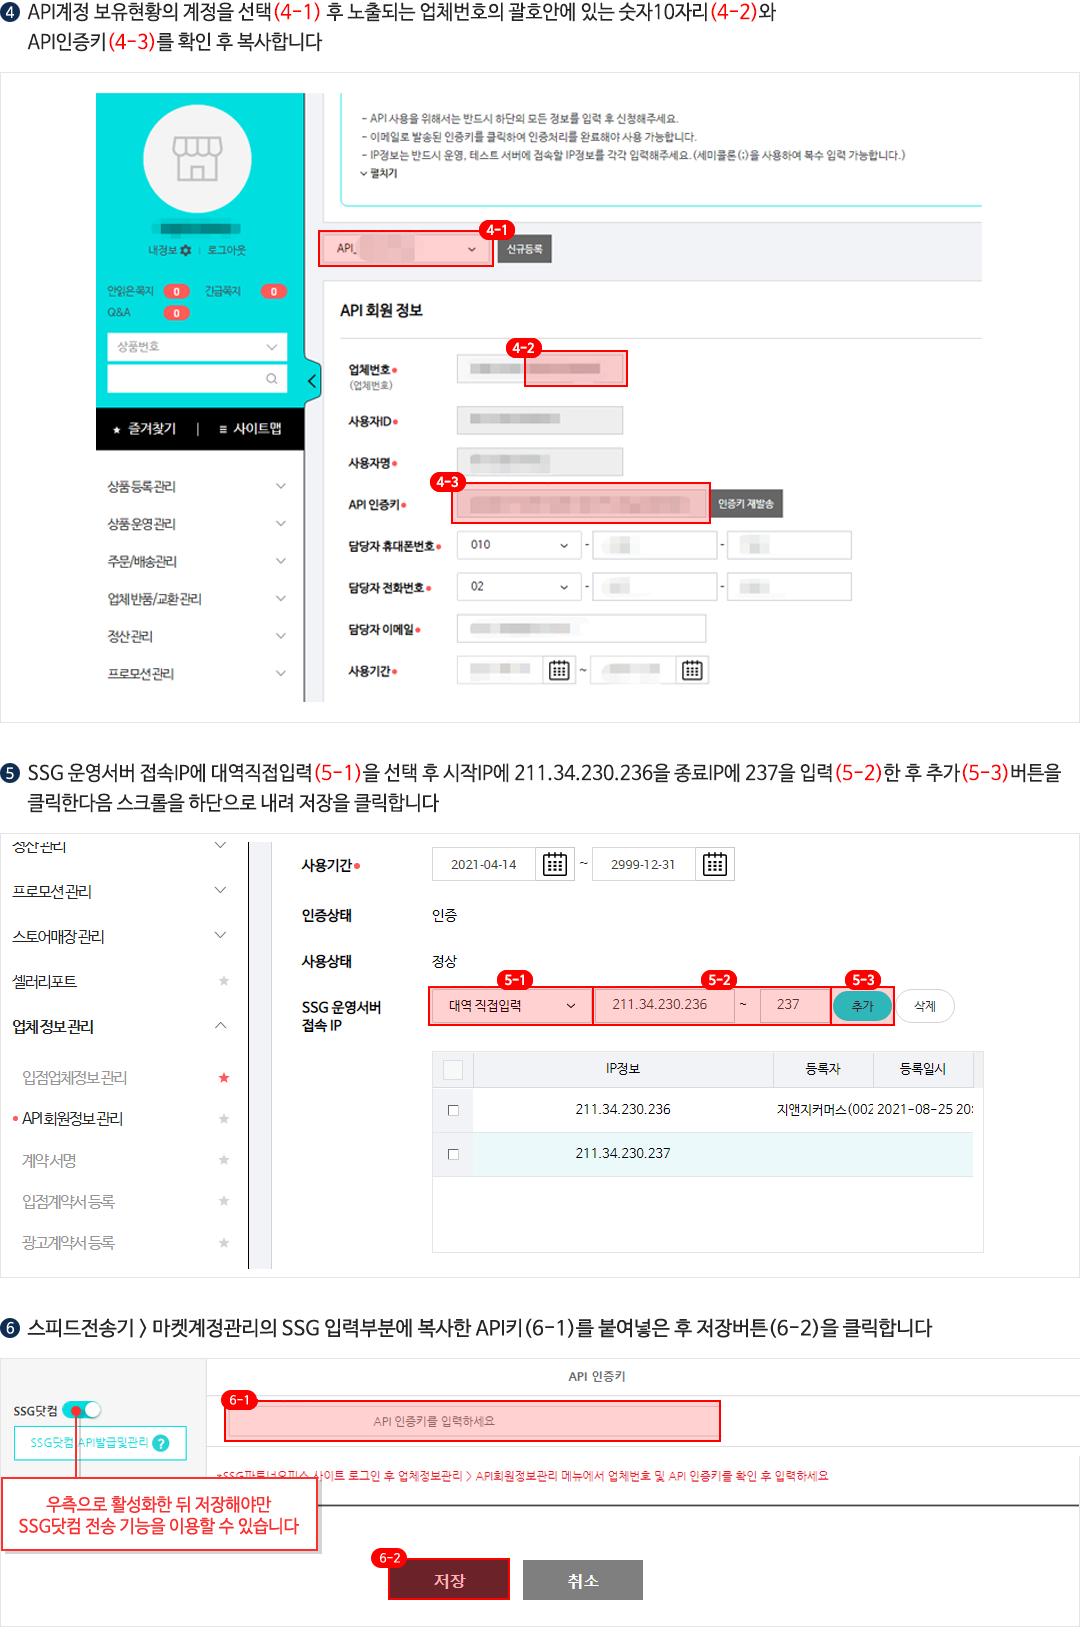 4 API계정 보유현황의 계정을 선택(4-1) 후 노출되는 업체번호의 괄호안에 있는 숫자10자리(4-2)와
API인증키(4-3)를 확인 후 복사합니다
- API 사용을 위해서는 반드시 하단의 모든 정보를 입력 후 신청해주세요.
- 이메일로 발송된 인증키를 클릭하여 인증처리를 완료해야 사용 가능합니다.
- IP정보는 반드시 운영, 테스트 서버에 접속할 IP정보를 각각 입력해주세요.(세미콜론(;)을 사용하여 복수 입력 가능합니다.)
펼치기
내정보 | 로그아웃
안읽은쪽지 0 긴급쪽지 0
Q&A 0
상품번호
★ 즐겨찾기 | ≡ 사이트맵
상품등록관리
상품운영관리
주문/배송관리
업체반품/교환관리
정산관리
프로모션관리
4-1
API_
신규등록
API 회원 정보
4-2
업체번호
(업체번호)
사용자ID
사용자명
4-3
API 인증키
인증키 재발송
담당자 휴대폰번호 010 - -
담당자 전화번호 02 - -
담당자 이메일
사용기간 ~
5 SSG 운영서버 접속IP에 대역직접입력(5-1)을 선택 후 시작IP에 211.34.230.236을 종료IP에 237을 입력(5-2)한 후 추가(5-3)버튼을
클릭한다음 스크롤을 하단으로 내려 저장을 클릭합니다
정산관리
프로모션관리
스토어매장관리
셀러리포트
업체정보관리
입점업체정보관리
API회원정보관리
계약서명
입점계약서등록
광고계약서등록
사용기간 2021-04-14 ~ 2999-12-31
인증상태 인증
사용상태 정상
5-1 5-2 5-3
SSG 운영서버
접속 IP
대역 직접입력 211.34.230.236 ~ 237 추가 삭제
IP정보 등록자 등록일시
211.34.230.236 지앤지커머스(002 2021-08-25 20:
211.34.230.237
6 스피드전송기 > 마켓계정관리의 SSG 입력부분에 복사한 API키(6-1)를 붙여넣은 후 저장버튼(6-2)을 클릭합니다
API 인증키
SSG닷컴
6-1
API 인증키를 입력하세요
SSG닷컴 API발급및관리 ?
*SSG파트너오피스 사이트 로그인 후 업체정보관리 > API회원정보관리 메뉴에서 업체번호 및 API 인증키를 확인 후 입력하세요
우측으로 활성화한 뒤 저장해야만
SSG닷컴 전송 기능을 이용할 수 있습니다
6-2
저장 취소